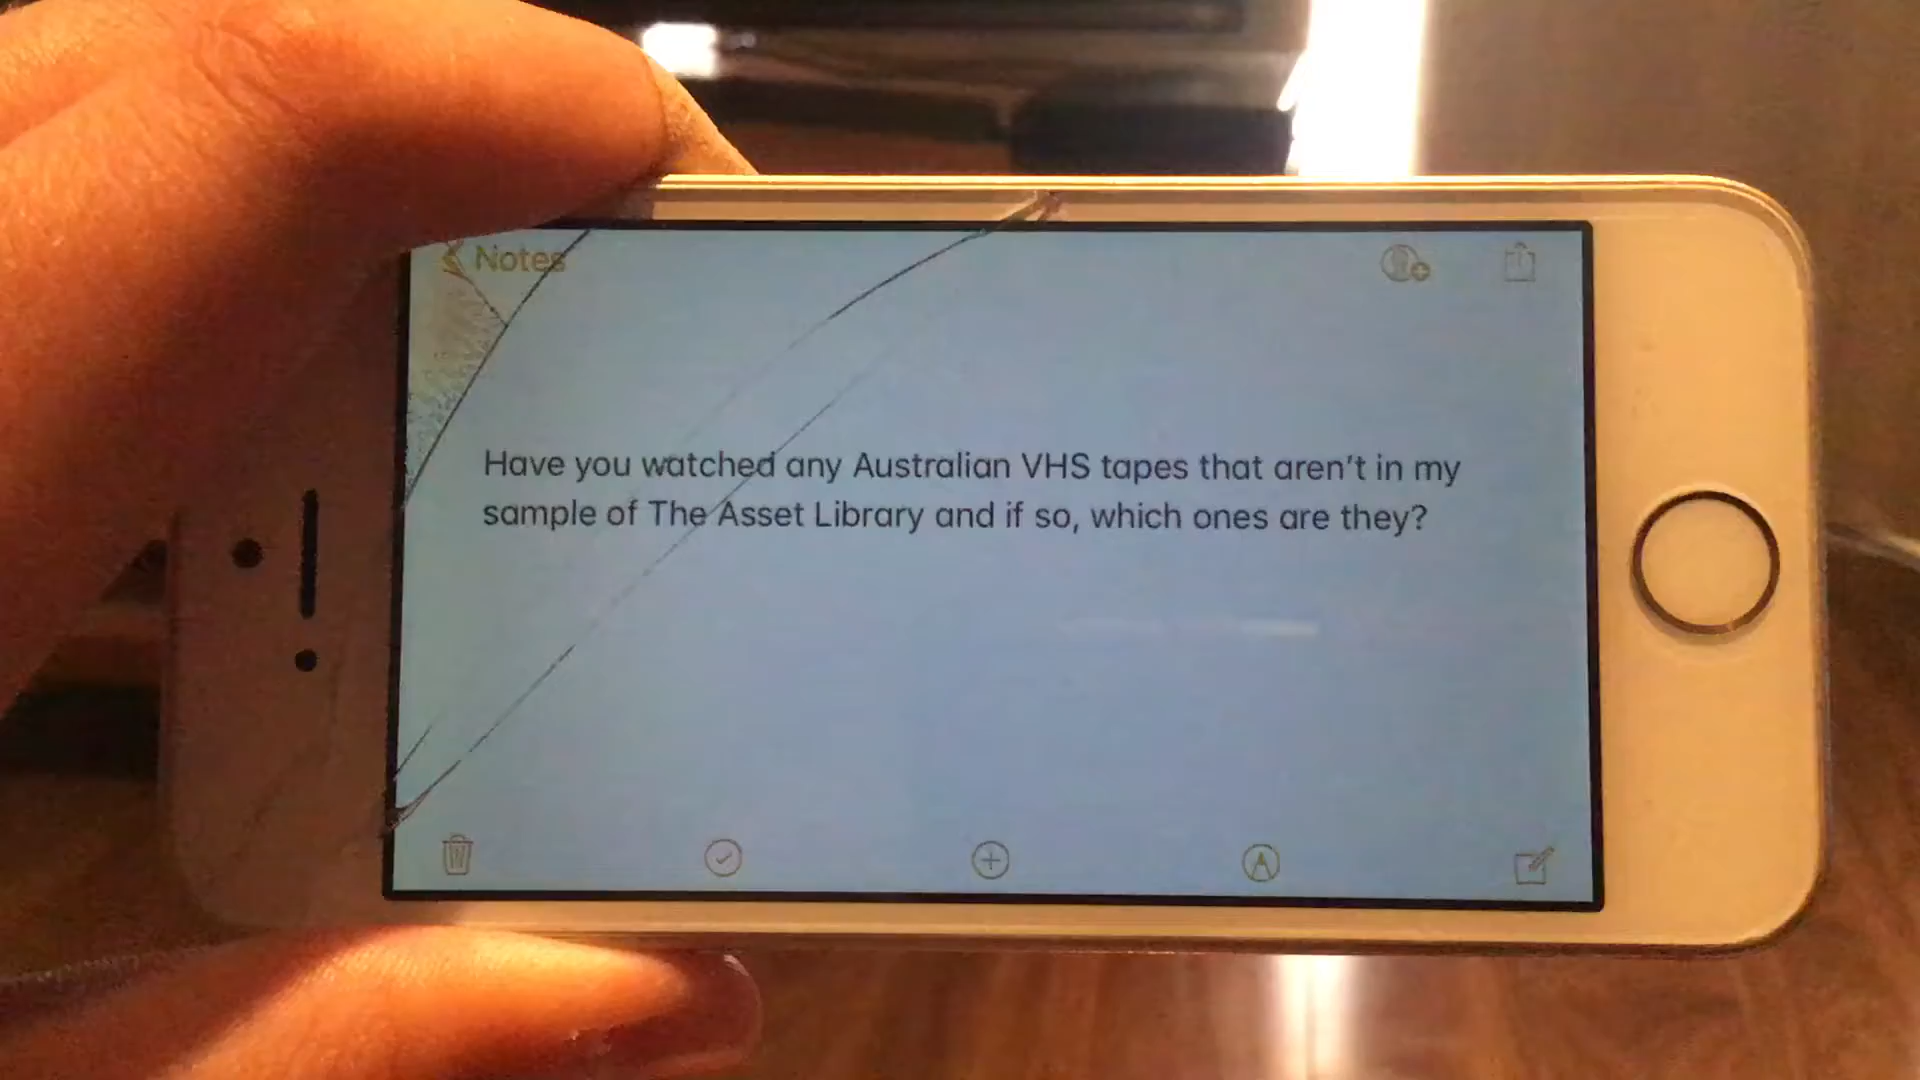 Notes
Have you watched any Australian VHS tapes that aren't in my
sample of The Asset Library and if so, which ones are they?